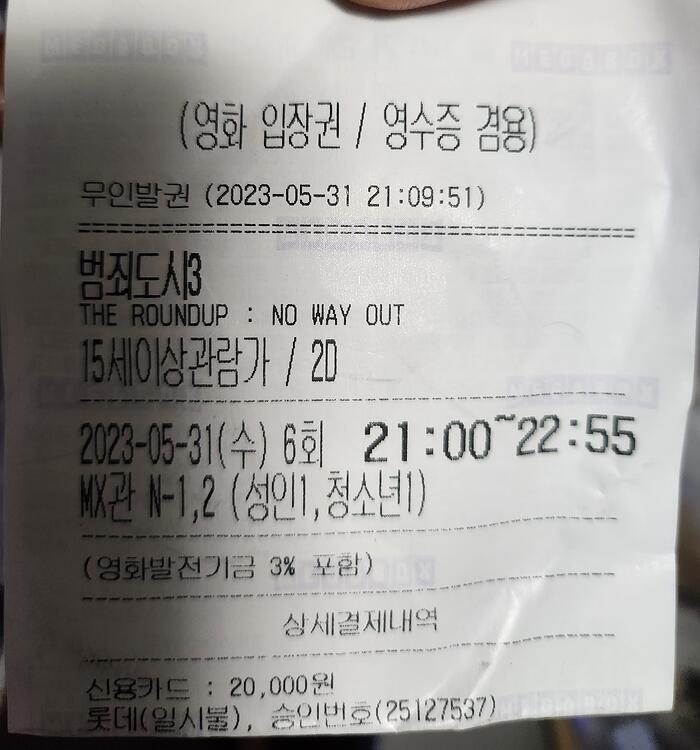 (영화 입장권 / 영수증 겸용)
무인발권 (2023-05-31 21:09:51)
범죄도시3
THE ROUNDUP : NO WAY OUT
15세이상관람가 / 2D
2023-05-31(수) 6회 21:00~22:55
MX관 N-1,2 (성인1,청소년1)
(영화발전기금 3% 포함)
상세결제내역
신용카드 : 20,000원
롯데(일시불), 승인번호(25127537)